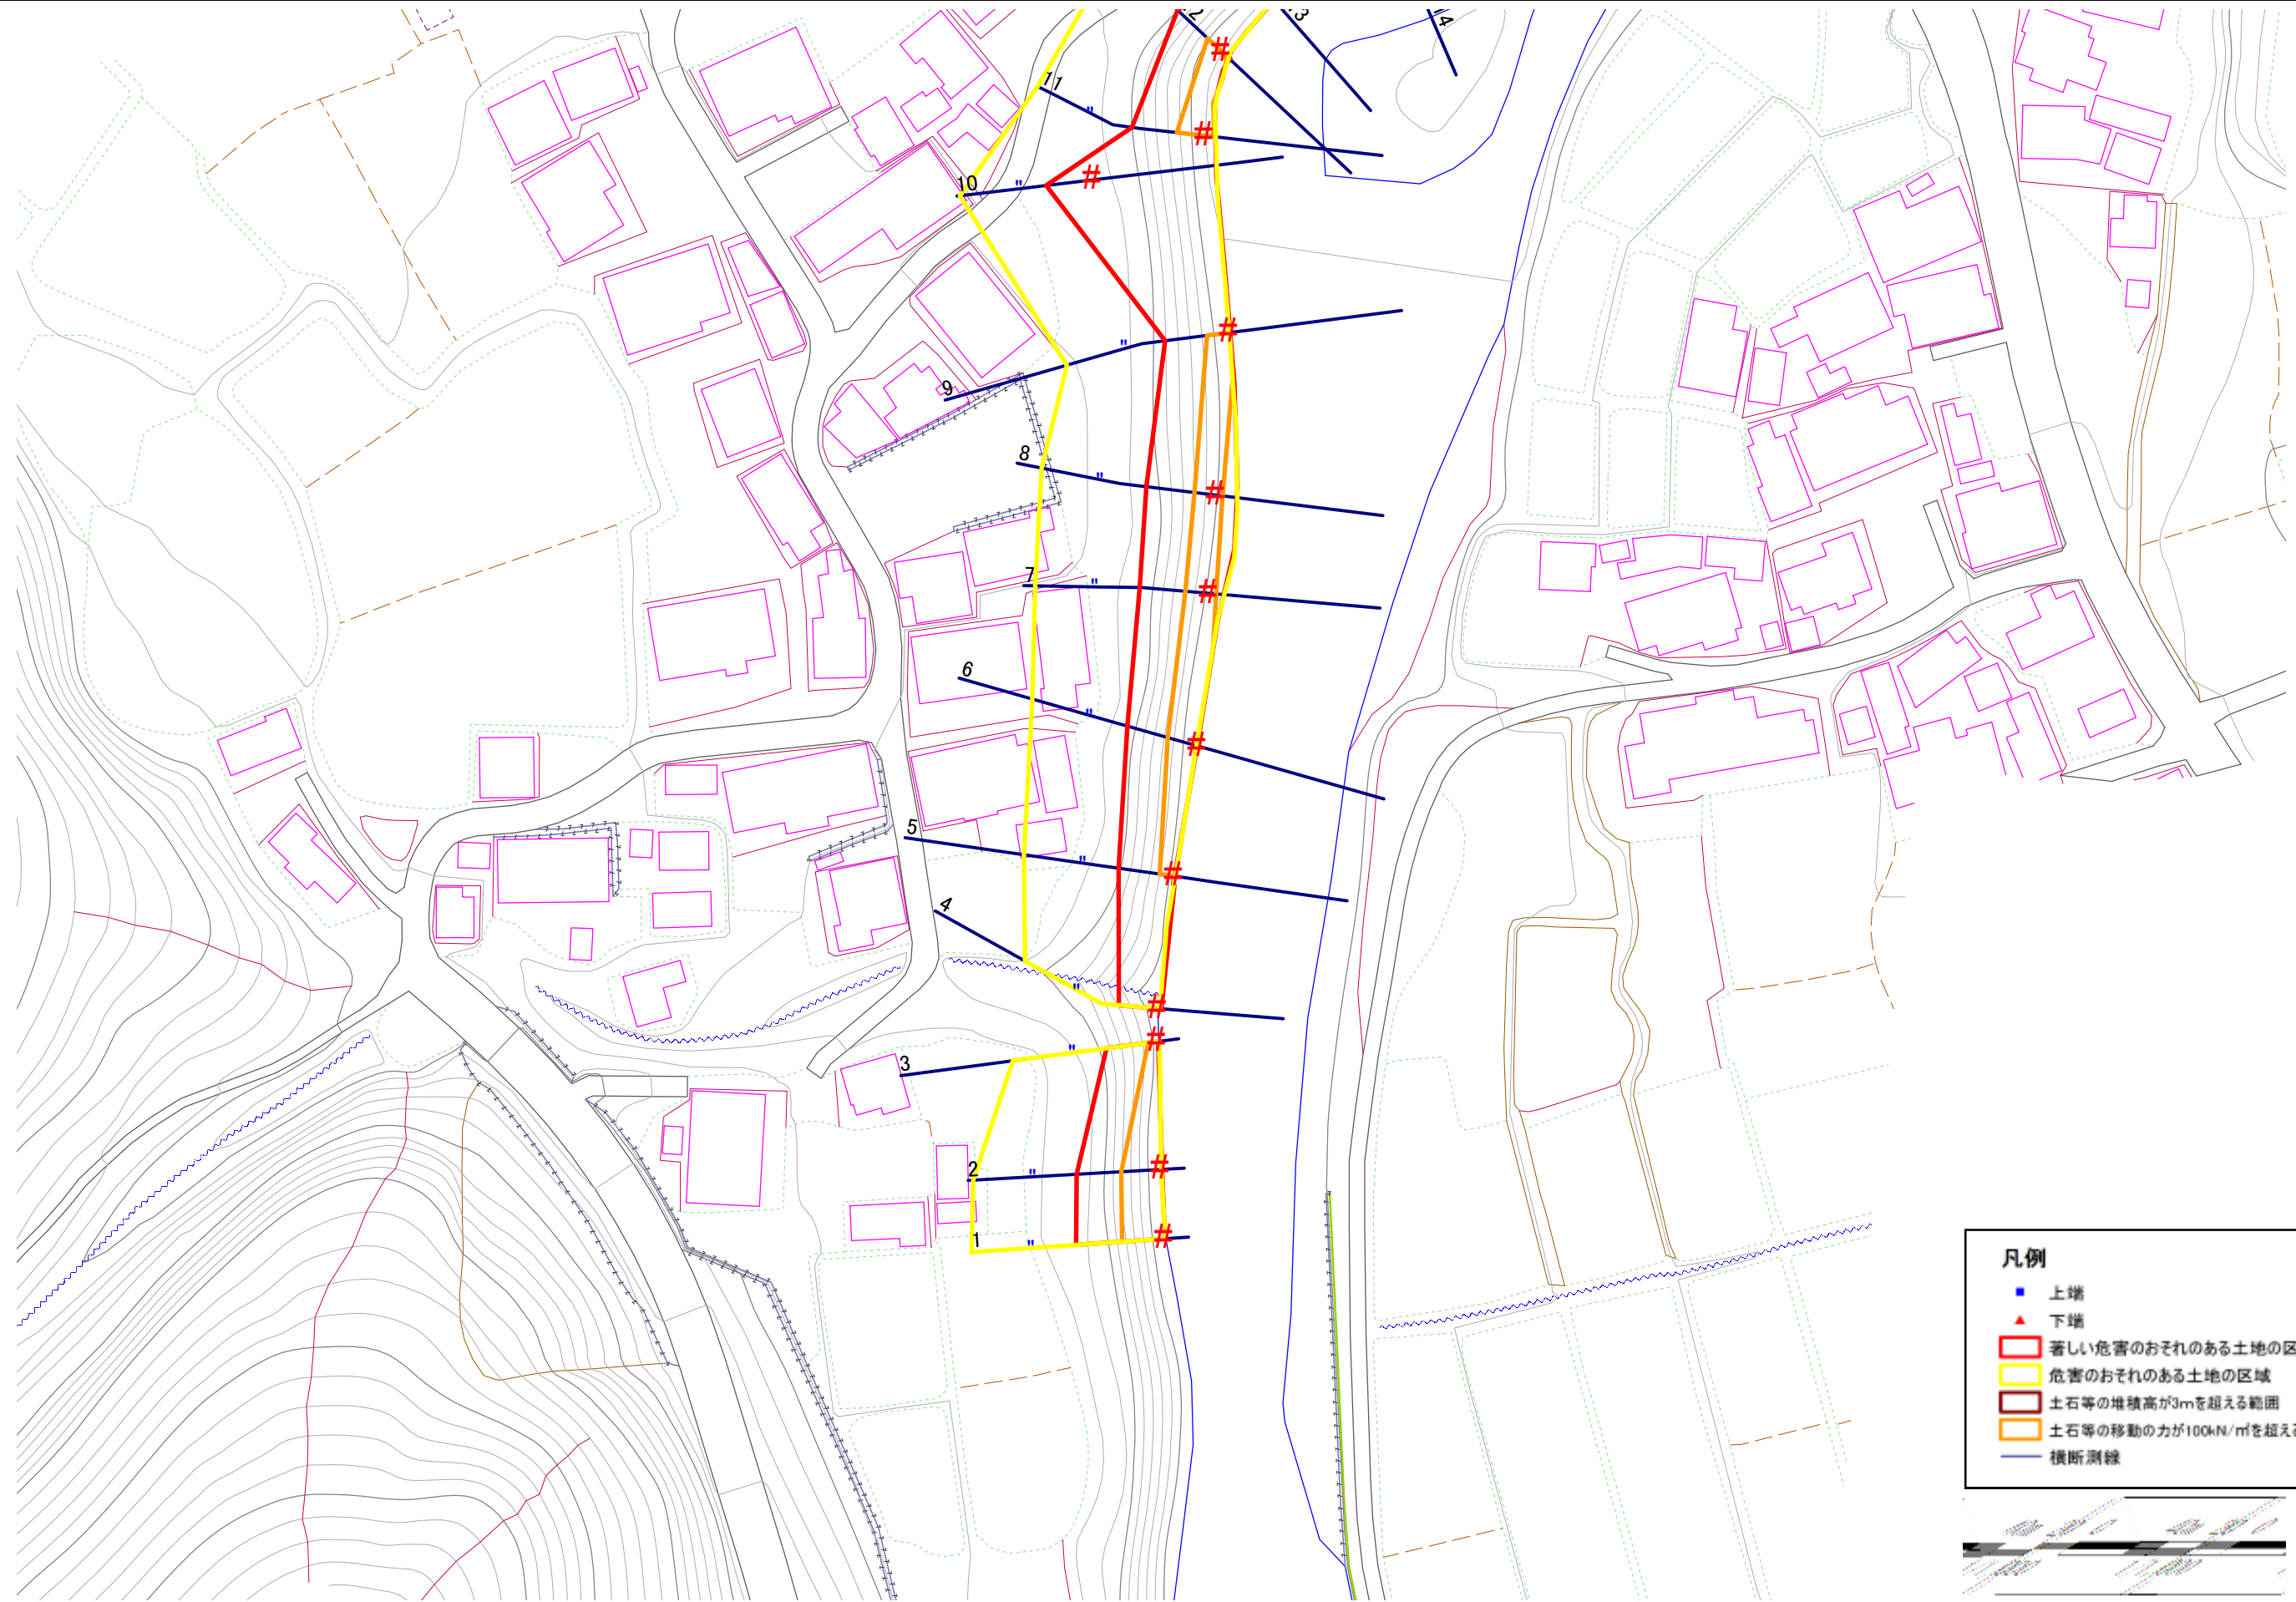 11
10
9
8
7
6
5
4
3
2
1
凡例
上端
下端
著しい危害のおそれのある土地の区
危害のおそれのある土地の区域
土石等の堆積高が3mを超える範囲
土石等の移動の力が100kN/㎡を超え
横断測線